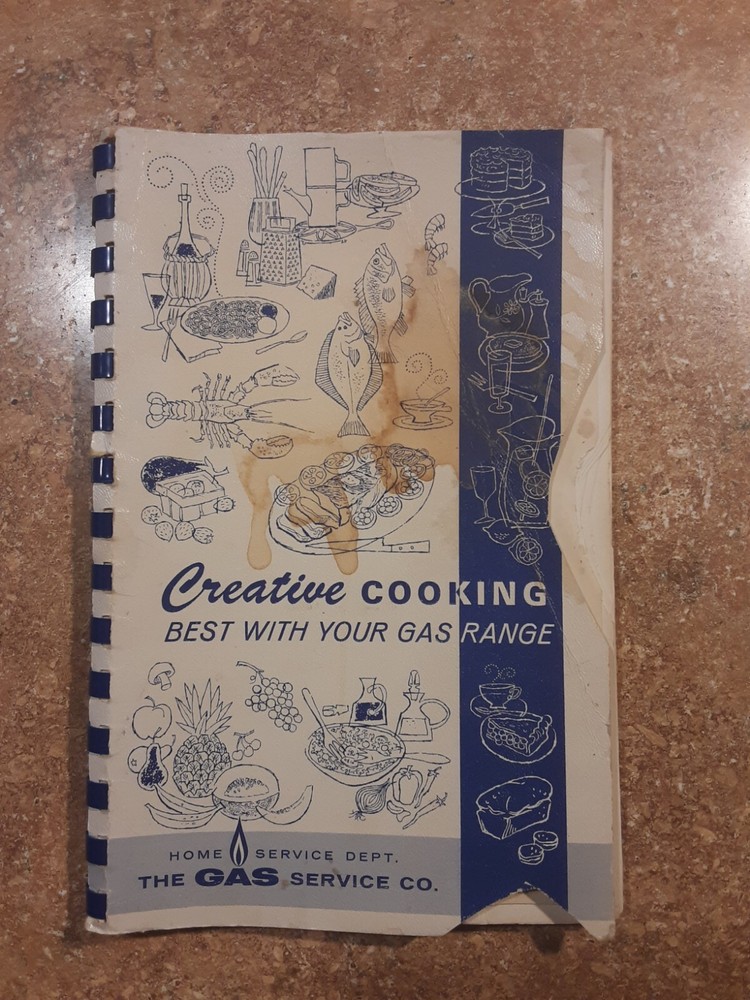 Creative COOKING
BEST WITH YOUR GAS RANGE
HOME SERVICE DEPT.
THE GAS SERVICE CO.